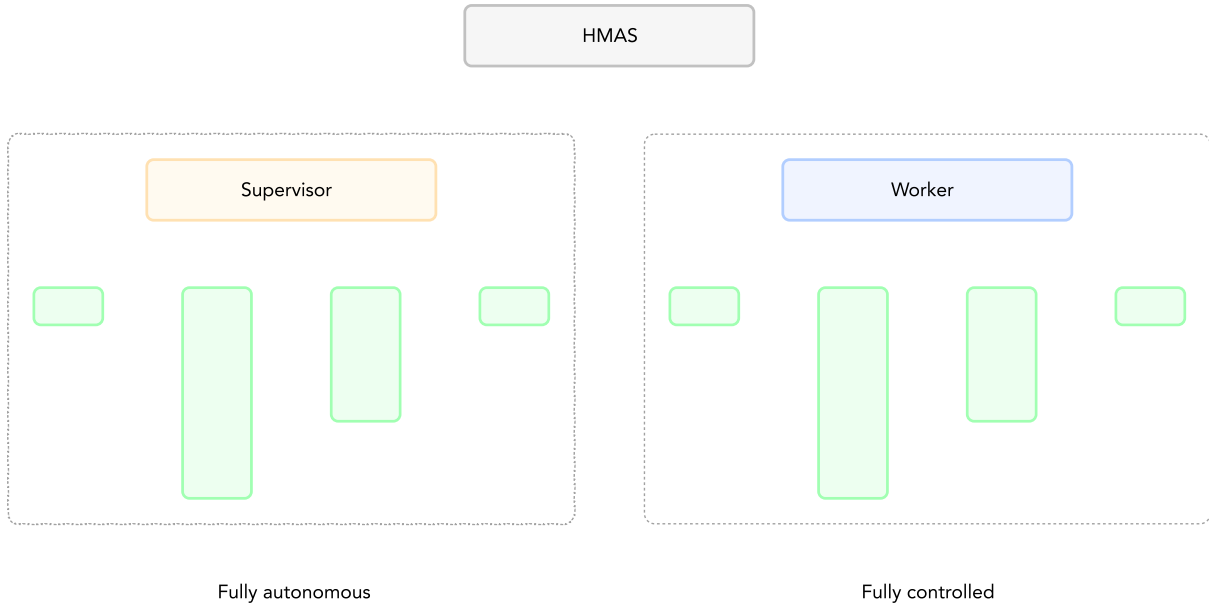 HMAS
Supervisor
Worker
Fully autonomous
Fully controlled